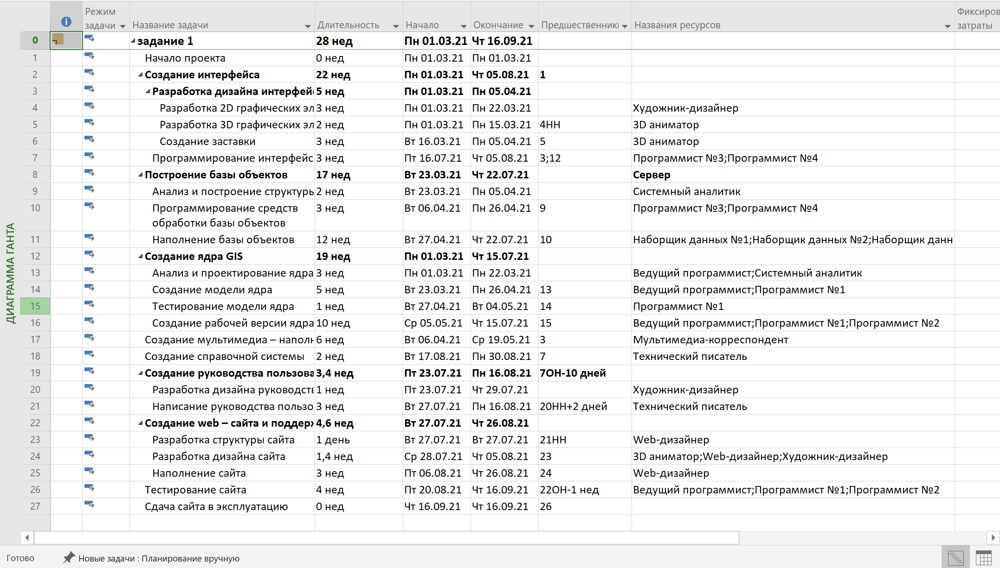 Режим задачи Название задачи Длительность Начало Окончание Предшественники Названия ресурсов Фиксиров затраты
0 задание 1 28 нед Пн 01.03.21 Чт 16.09.21
1 Начало проекта 0 нед Пн 01.03.21 Пн 01.03.21
2 Создание интерфейса 22 нед Пн 01.03.21 Чт 05.08.21 1
3 Разработка дизайна интерфейс 5 нед Пн 01.03.21 Пн 05.04.21
4 Разработка 2D графических эл 3 нед Пн 01.03.21 Пн 22.03.21 Художник-дизайнер
5 Разработка 3D графических эл 2 нед Пн 01.03.21 Пн 15.03.21 4НН 3D аниматор
6 Создание заставки 3 нед Вт 16.03.21 Пн 05.04.21 5 3D аниматор
7 Программирование интерфейс 3 нед Пт 16.07.21 Чт 05.08.21 3;12 Программист №3;Программист №4
8 Построение базы объектов 17 нед Вт 23.03.21 Чт 22.07.21 Сервер
9 Анализ и построение структуры 2 нед Вт 23.03.21 Пн 05.04.21 Системный аналитик
10 Программирование средств 3 нед Вт 06.04.21 Пн 26.04.21 9 Программист №3;Программист №4
обработки базы объектов
11 Наполнение базы объектов 12 нед Вт 27.04.21 Чт 22.07.21 10 Наборщик данных №1;Наборщик данных №2;Наборщик данн
12 Создание ядра GIS 19 нед Пн 01.03.21 Чт 15.07.21
13 Анализ и проектирование ядра 3 нед Пн 01.03.21 Пн 22.03.21 Ведущий программист;Системный аналитик
14 Создание модели ядра 5 нед Вт 23.03.21 Пн 26.04.21 13 Ведущий программист;Программист №1
15 Тестирование модели ядра 1 нед Вт 27.04.21 Вт 04.05.21 14 Программист №1
16 Создание рабочей версии ядра 10 нед Ср 05.05.21 Чт 15.07.21 15 Ведущий программист;Программист №1;Программист №2
17 Создание мультимедиа – наполн 6 нед Вт 06.04.21 Ср 19.05.21 3 Мультимедиа-корреспондент
18 Создание справочной системы 2 нед Вт 17.08.21 Пн 30.08.21 7 Технический писатель
19 Создание руководства пользова 3,4 нед Пт 23.07.21 Пн 16.08.21 7ОН-10 дней
20 Разработка дизайна руководств 1 нед Пт 23.07.21 Чт 29.07.21 Художник-дизайнер
21 Написание руководства пользо 3 нед Вт 27.07.21 Пн 16.08.21 20НН+2 дней Технический писатель
22 Создание web – сайта и поддерж 4,6 нед Вт 27.07.21 Чт 26.08.21
23 Разработка структуры сайта 1 день Вт 27.07.21 Вт 27.07.21 21НН Web-дизайнер
24 Разработка дизайна сайта 1,4 нед Ср 28.07.21 Чт 05.08.21 23 3D аниматор;Web-дизайнер;Художник-дизайнер
25 Наполнение сайта 3 нед Пт 06.08.21 Чт 26.08.21 24 Web-дизайнер
26 Тестирование сайта 4 нед Пт 20.08.21 Чт 16.09.21 22ОН-1 нед Ведущий программист;Программист №1;Программист №2
27 Сдача сайта в эксплуатацию 0 нед Чт 16.09.21 Чт 16.09.21 26
ДИАГРАММА ГАНТА
Готово Новые задачи : Планирование вручную